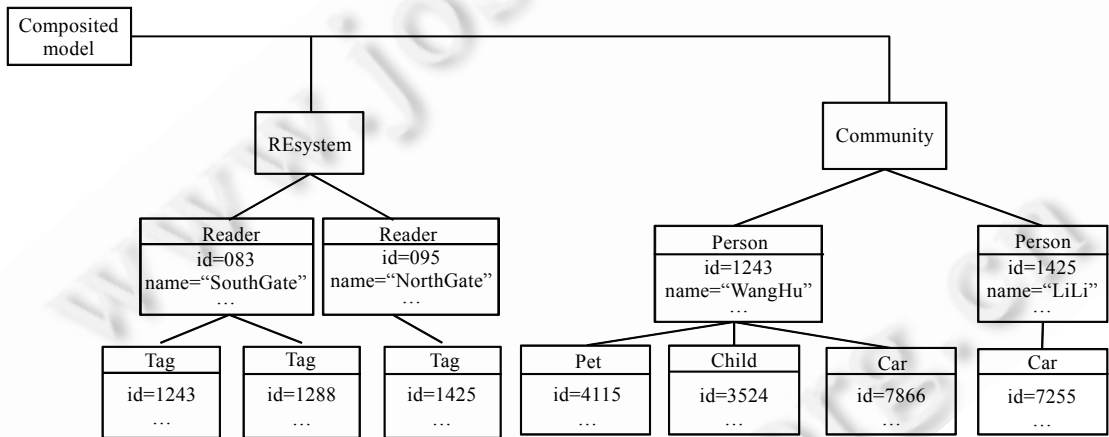 Composited
model
REsystem
Community
Reader
id=083
name=“SouthGate”
…
Reader
id=095
name=“NorthGate”
…
Person
id=1243
name=“WangHu”
…
Person
id=1425
name=“LiLi”
…
Tag
id=1243
…
Tag
id=1288
…
Tag
id=1425
…
Pet
id=4115
…
Child
id=3524
…
Car
id=7866
…
Car
id=7255
…